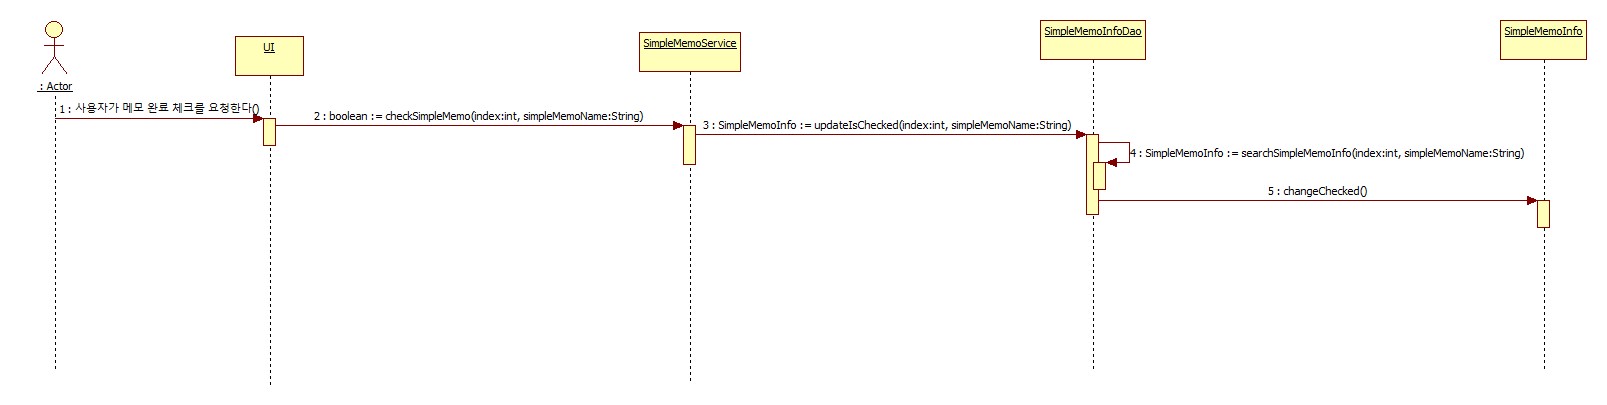 : Actor
UI
SimpleMemoService
SimpleMemoInfoDao
SimpleMemoInfo
1 : 사용자가 메모 완료 체크를 요청한다()
2 : boolean := checkSimpleMemo(index:int, simpleMemoName:String)
3 : SimpleMemoInfo := updateIsChecked(index:int, simpleMemoName:String)
4 : SimpleMemoInfo := searchSimpleMemoInfo(index:int, simpleMemoName:String)
5 : changeChecked()